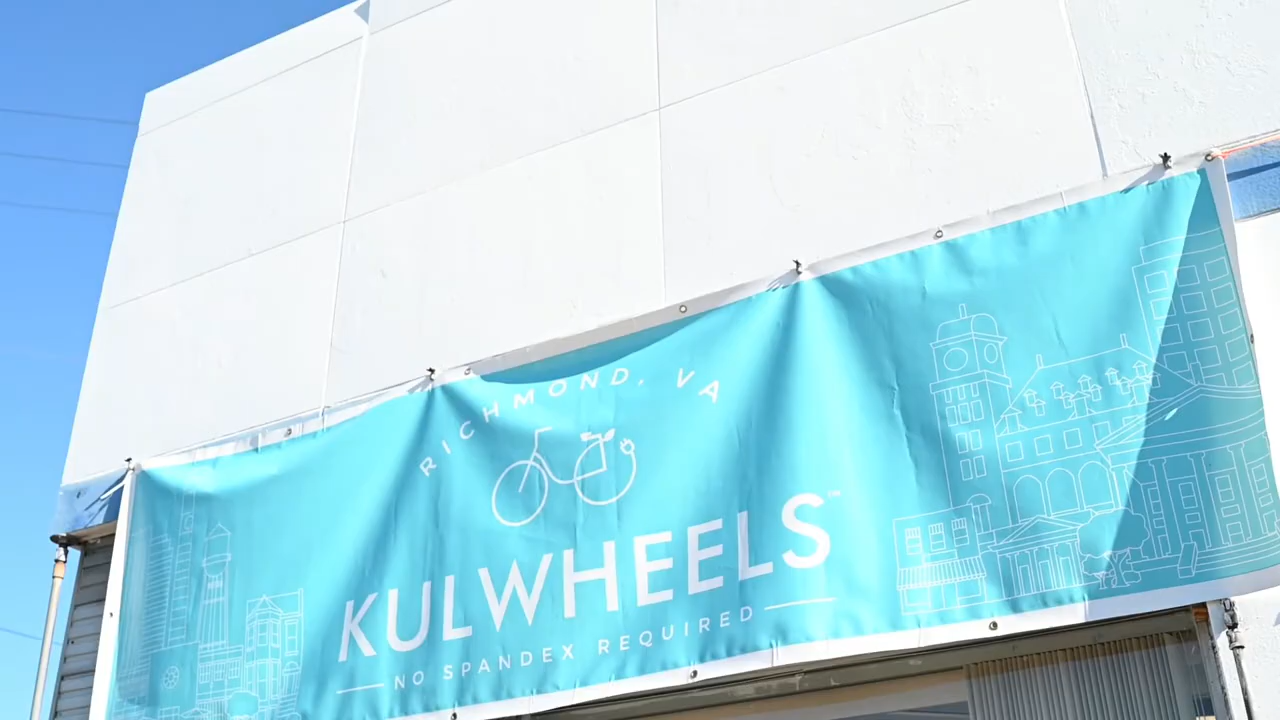 RICHMOND, VA
KULWHEELS™
NO SPANDEX REQUIRED